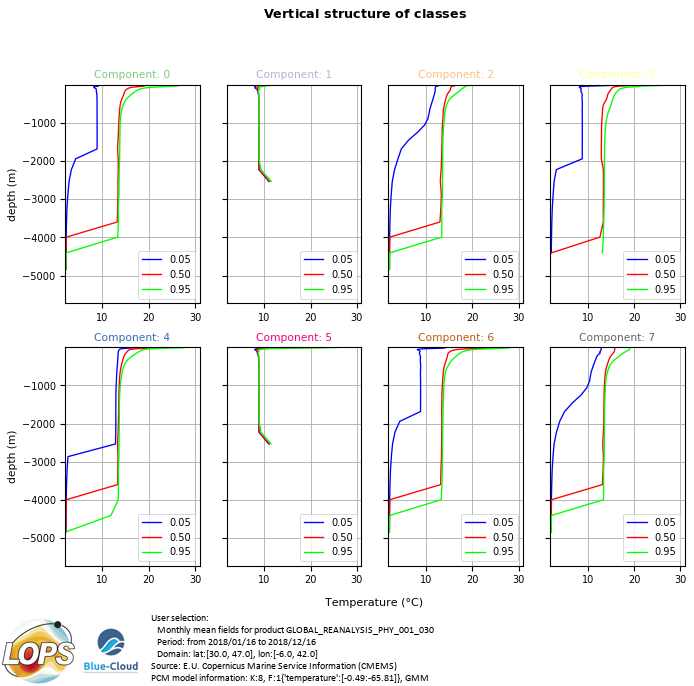 Vertical structure of classes
Component: 0
Component: 1
Component: 2
Component: 3
depth (m)
−1000
−2000
−3000
−4000
−5000
0.05
0.50
0.95
0.05
0.50
0.95
0.05
0.50
0.95
0.05
0.50
0.95
10 20 30
10 20 30
10 20 30
10 20 30
Component: 4
Component: 5
Component: 6
Component: 7
depth (m)
−1000
−2000
−3000
−4000
−5000
0.05
0.50
0.95
0.05
0.50
0.95
0.05
0.50
0.95
0.05
0.50
0.95
10 20 30
10 20 30
10 20 30
10 20 30
Temperature (°C)
LOPS
Blue-Cloud
User selection:
Monthly mean fields for product GLOBAL_REANALYSIS_PHY_001_030
Period: from 2018/01/16 to 2018/12/16
Domain: lat:[30.0, 47.0], lon:[-6.0, 42.0]
Source: E.U. Copernicus Marine Service Information (CMEMS)
PCM model information: K:8, F:1{'temperature':[-0.49:-65.81]}, GMM